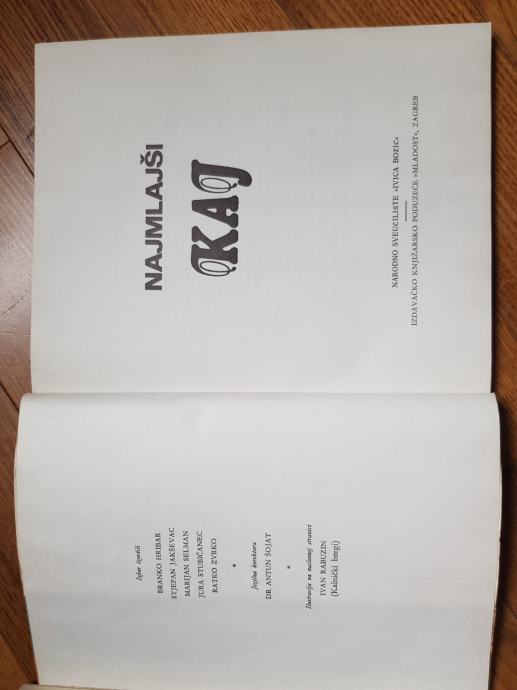 Izbor izvršili
BRANKO HRIBAR
STJEPAN JAKŠEVAC
MARIJAN SELMAN
JURA STUBIČANEC
RATKO ZVRKO
*
Jezična korektura
DR ANTUN ŠOJAT
*
Ilustracija na naslovnoj stranici
IVAN RABUZIN
(Kalnički bregi)
NAJMLAJŠI
KAJ
NARODNO SVEUČILIŠTE »IVICA BOŽIĆ«
IZDAVAČKO KNJIŽARSKO PODUZEĆE »MLADOST«, ZAGREB